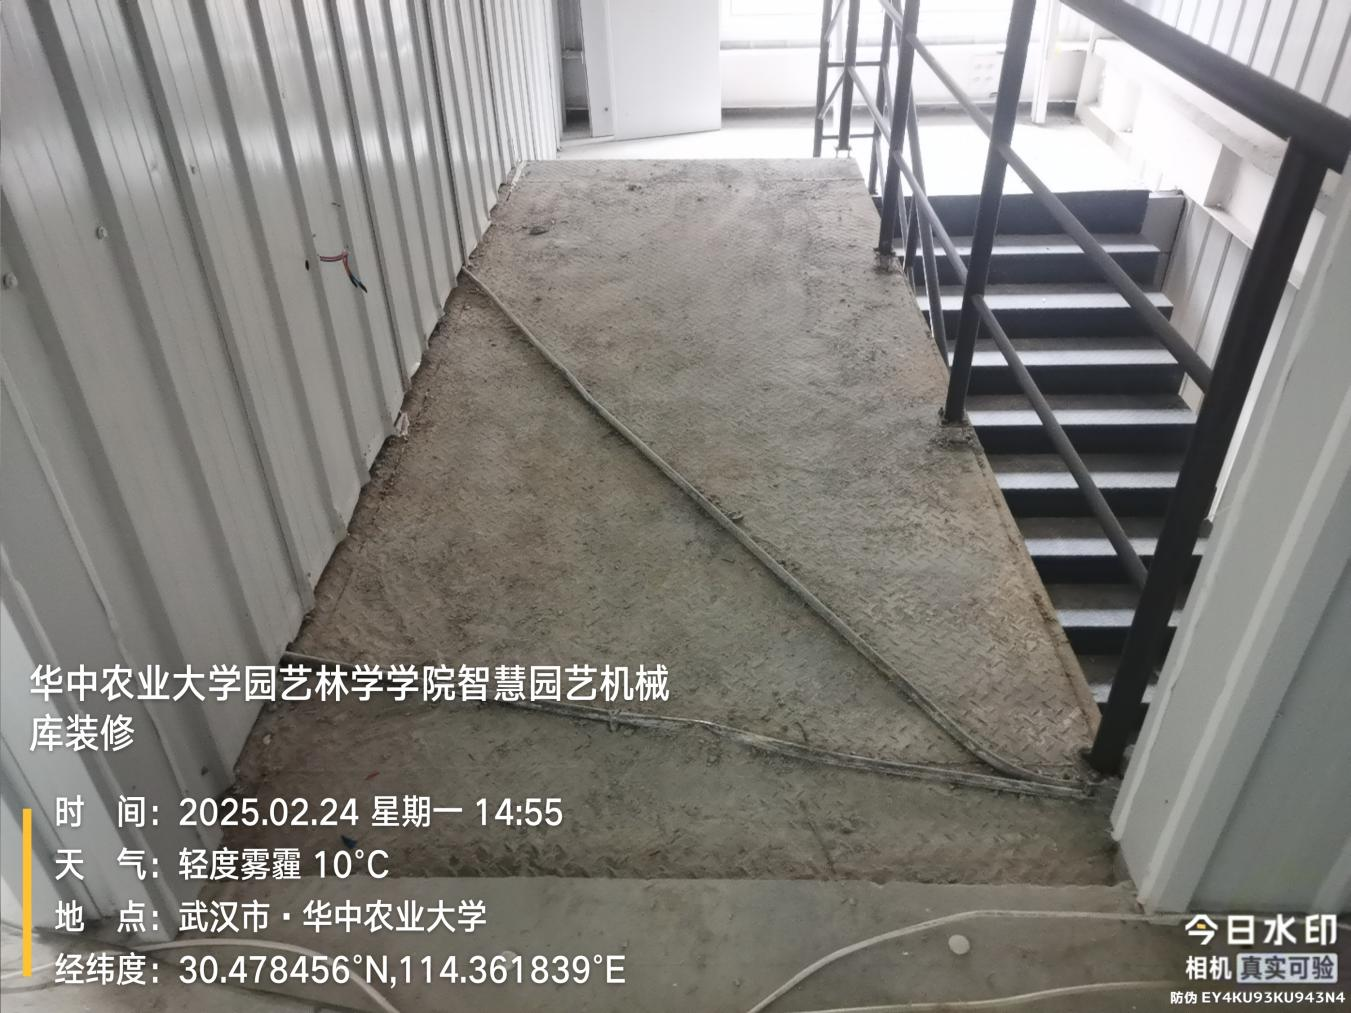 华中农业大学园艺林学学院智慧园艺机械
库装修
时 间：2025.02.24 星期一 14:55
天 气：轻度雾霾 10°C
地 点：武汉市·华中农业大学
经纬度：30.478456°N,114.361839°E
今日水印
相机 真实可验
防伪 EY4KU93KU943N4